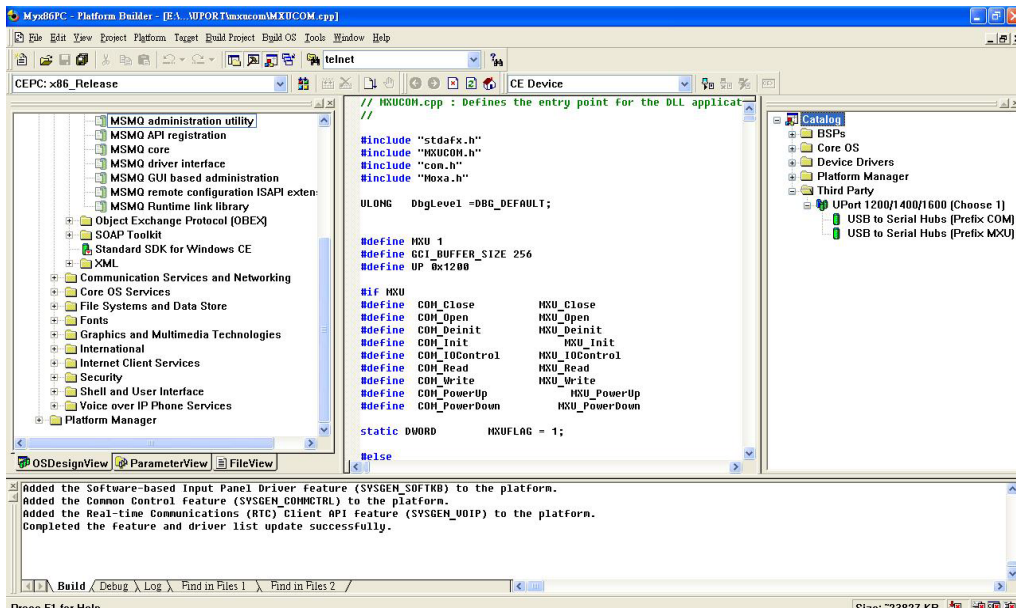 Myx86PC - Platform Builder - [E:\...\UPORT\mxucom\MXUCOM.cpp]
File Edit View Project Platform Target Build Project Build OS Tools Window Help
telnet
CEPC: x86_Release
CE Device
MSMQ administration utility
MSMQ API registration
MSMQ core
MSMQ driver interface
MSMQ GUI based administration
MSMQ remote configuration ISAPI exten
MSMQ Runtime link library
Object Exchange Protocol (OBEX)
SOAP Toolkit
Standard SDK for Windows CE
XML
Communication Services and Networking
Core OS Services
File Systems and Data Store
Fonts
Graphics and Multimedia Technologies
International
Internet Client Services
Security
Shell and User Interface
Voice over IP Phone Services
Platform Manager
OSDesignView ParameterView FileView
// MXUCOM.cpp : Defines the entry point for the DLL applicat
//
#include "stdafx.h"
#include "MXUCOM.h"
#include "com.h"
#include "Moxa.h"
ULONG DbgLevel =DBG_DEFAULT;
#define MXU 1
#define GCI_BUFFER_SIZE 256
#define UP 0x1200
#if MXU
#define COM_Close MXU_Close
#define COM_Open MXU_Open
#define COM_Deinit MXU_Deinit
#define COM_Init MXU_Init
#define COM_IOControl MXU_IOControl
#define COM_Read MXU_Read
#define COM_Write MXU_Write
#define COM_PowerUp MXU_PowerUp
#define COM_PowerDown MXU_PowerDown
static DWORD MXUFLAG = 1;
#else
Catalog
BSPs
Core OS
Device Drivers
Platform Manager
Third Party
UPort 1200/1400/1600 (Choose 1)
USB to Serial Hubs (Prefix COM)
USB to Serial Hubs (Prefix MXU)
Added the Software-based Input Panel Driver feature (SYSGEN_SOFTKB) to the platform.
Added the Common Control feature (SYSGEN_COMMCTRL) to the platform.
Added the Real-time Communications (RTC) Client API feature (SYSGEN_VOIP) to the platform.
Completed the feature and driver list update successfully.
Build Debug Log Find in Files 1 Find in Files 2
Press F1 for Help
Size: ~23827 KB